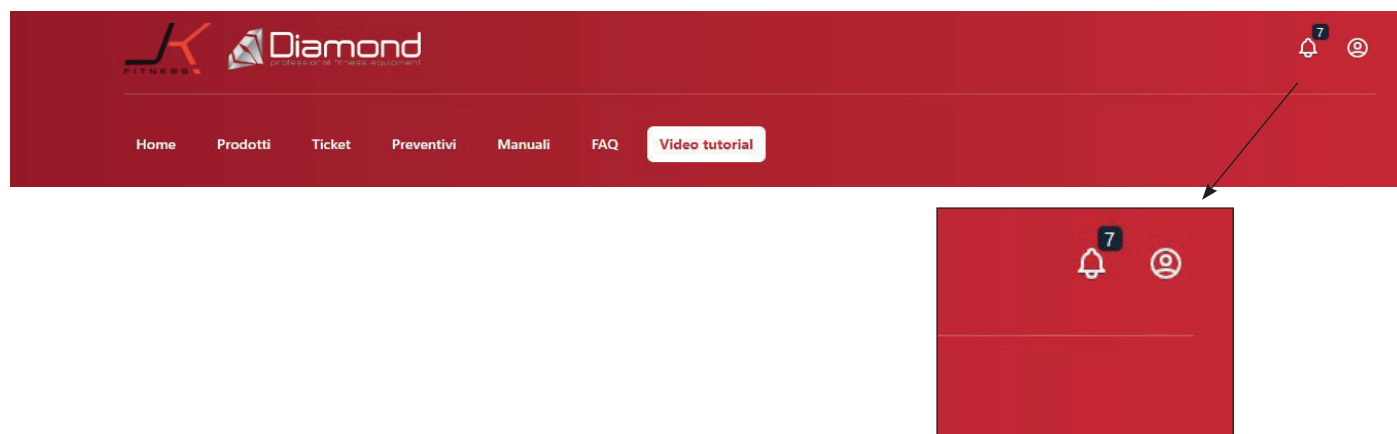 JK
FITNESS
Diamond
professional fitness equipment
7
Home Prodotti Ticket Preventivi Manuali FAQ Video tutorial
7